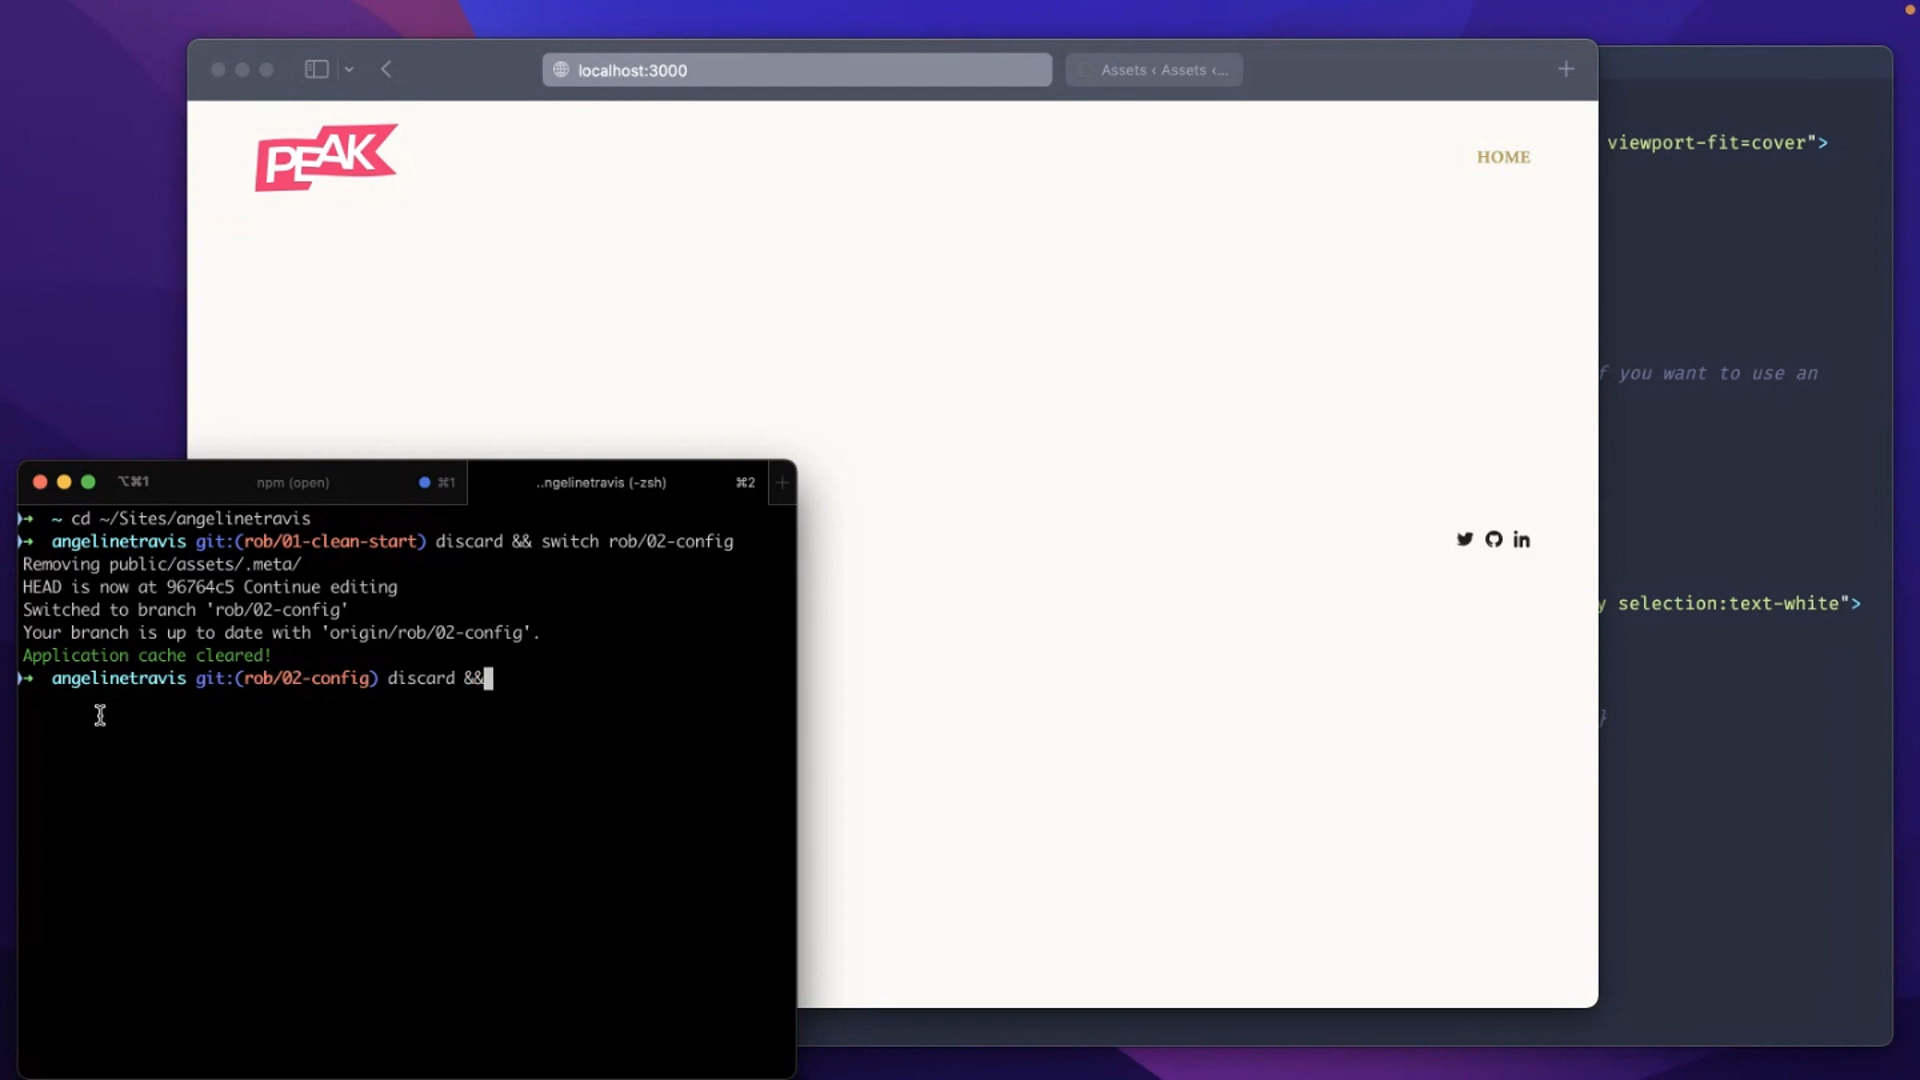 localhost:3000
Assets ‹ Assets ‹...
PEAK
HOME
viewport-fit=cover">
f you want to use an
y selection:text-white">
}
⌥⌘1
npm (open)
⌘1
..ngelinetravis (-zsh)
⌘2
~ cd ~/Sites/angelinetravis
angelinetravis git:(rob/01-clean-start) discard && switch rob/02-config
Removing public/assets/.meta/
HEAD is now at 96764c5 Continue editing
Switched to branch 'rob/02-config'
Your branch is up to date with 'origin/rob/02-config'.
Application cache cleared!
angelinetravis git:(rob/02-config) discard &&